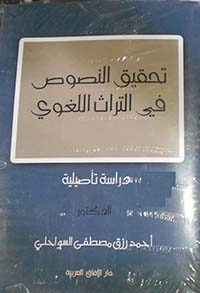 تحقيق النصوص
في التراث اللغوي
دراسة تأصيلية
الدكتور
أحمد رزق مصطفى السواحلي
دار الآفاق العربية